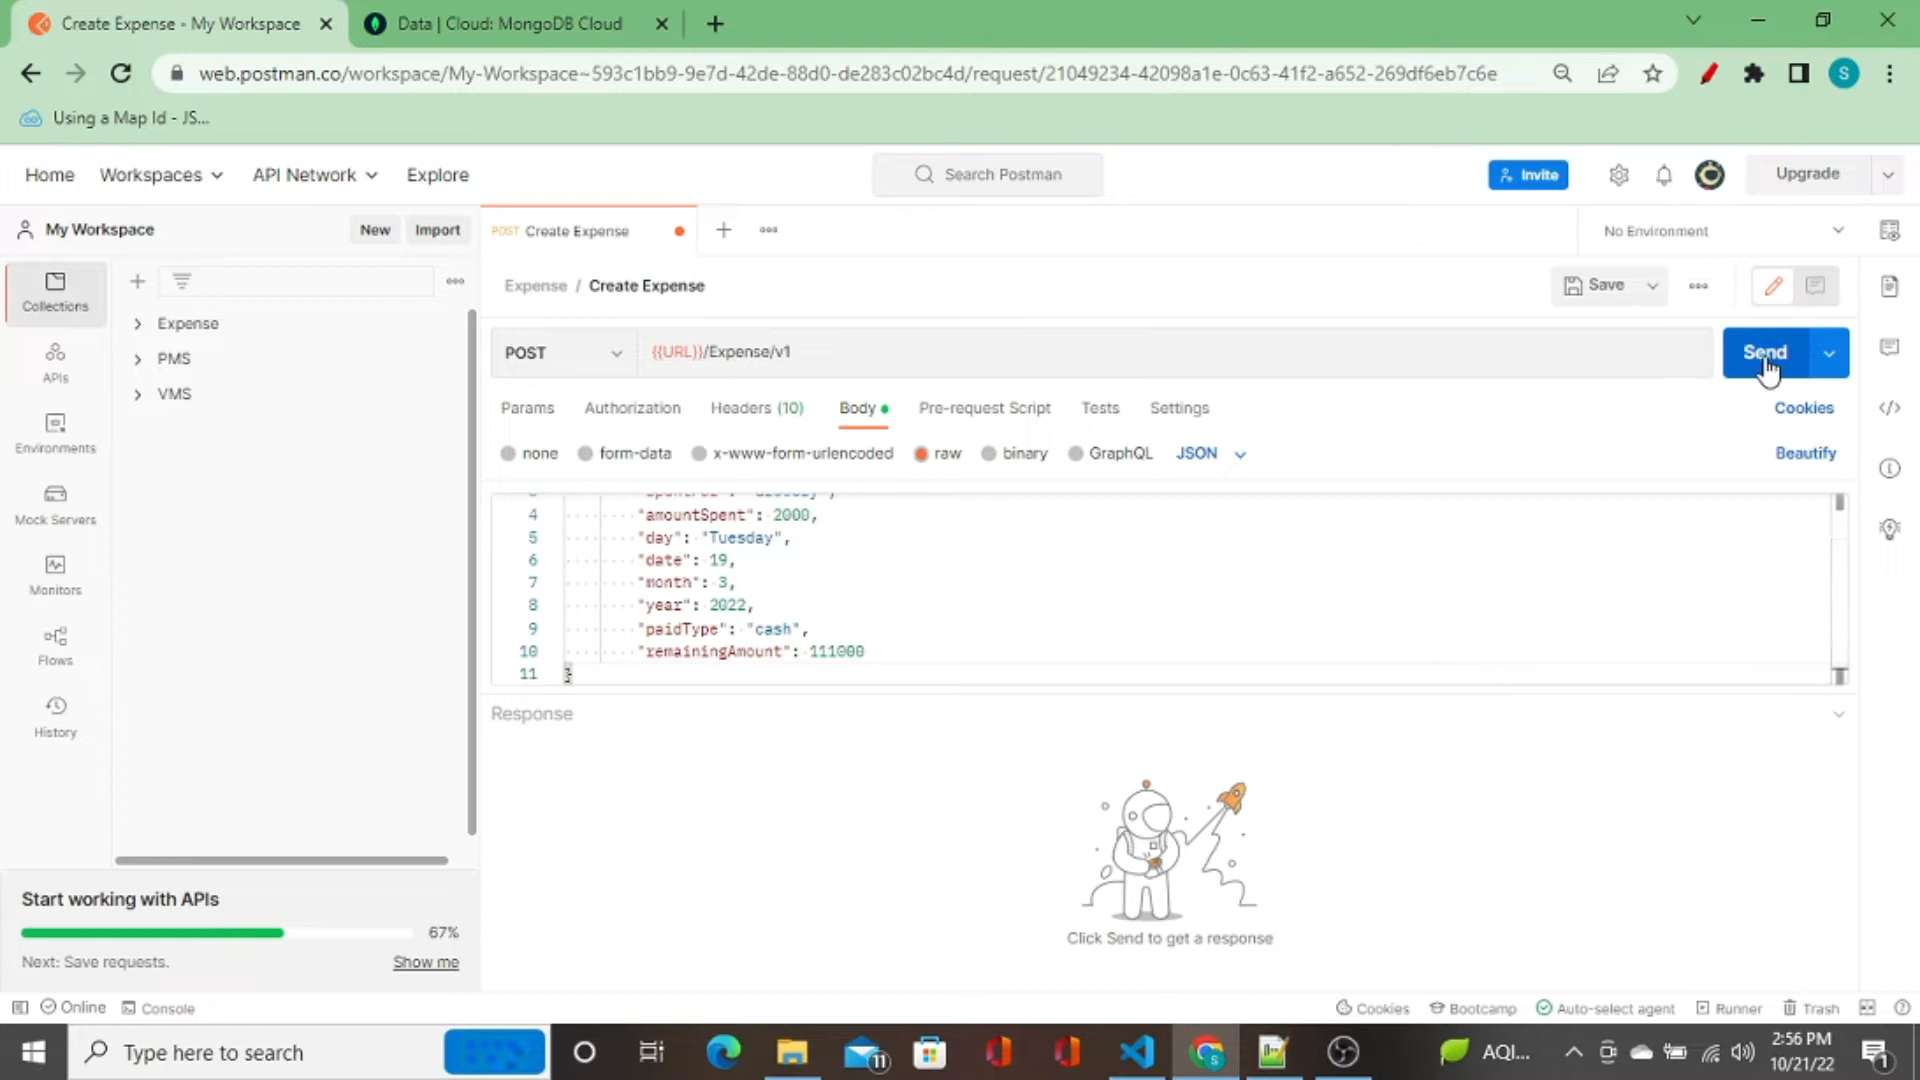 Create Expense - My Workspace
Data | Cloud: MongoDB Cloud
web.postman.co/workspace/My-Workspace~593c1bb9-9e7d-42de-88d0-de283c02bc4d/request/21049234-42098a1e-0c63-41f2-a652-269df6eb7c6e
S
Using a Map Id - JS...
Home Workspaces API Network Explore
Search Postman
Invite
Upgrade
My Workspace
New Import
POST Create Expense
No Environment
Expense / Create Expense
Save
Collections
APIs
Environments
Mock Servers
Monitors
Flows
History
Expense
PMS
VMS
POST {{URL}}/Expense/v1
Send
Params Authorization Headers (10) Body Pre-request Script Tests Settings
Cookies
none form-data x-www-form-urlencoded raw binary GraphQL JSON
Beautify
4 "amountSpent": 2000,
5 "day": "Tuesday",
6 "date": 19,
7 "month": 3,
8 "year": 2022,
9 "paidType": "cash",
10 "remainingAmount": 111000
11 }
Response
Click Send to get a response
Start working with APIs
67%
Next: Save requests. Show me
Online Console
Cookies Bootcamp Auto-select agent Runner Trash
Type here to search
11
S
AQI...
2:56 PM
10/21/22
1